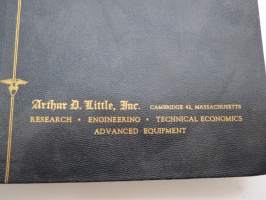 Arthur D. Little, Inc. CAMBRIDGE 42, MASSACHUSETTS
RESEARCH • ENGINEERING • TECHNICAL ECONOMICS
ADVANCED EQUIPMENT